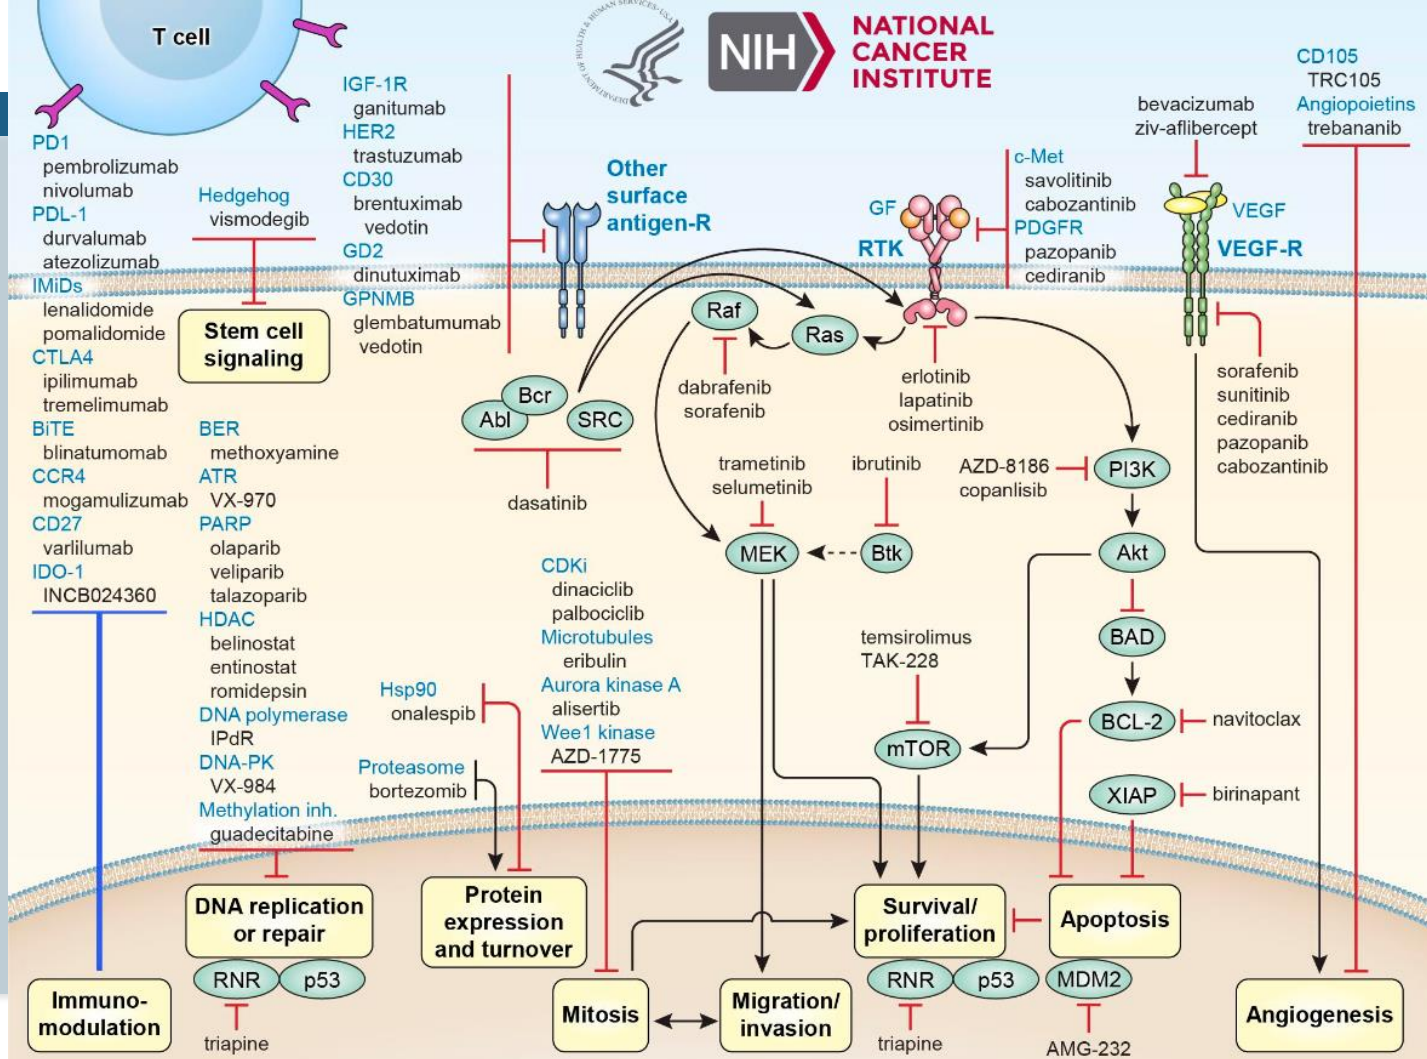 T cell
DEPARTMENT OF HEALTH & HUMAN SERVICES·USA
NIH
NATIONAL
CANCER
INSTITUTE
PD1
pembrolizumab
nivolumab
PDL-1
durvalumab
atezolizumab
IMiDs
lenalidomide
pomalidomide
CTLA4
ipilimumab
tremelimumab
BiTE
blinatumomab
CCR4
mogamulizumab
CD27
varlilumab
IDO-1
INCB024360
Immuno-
modulation
Hedgehog
vismodegib
Stem cell
signaling
BER
methoxyamine
ATR
VX-970
PARP
olaparib
veliparib
talazoparib
HDAC
belinostat
entinostat
romidepsin
DNA polymerase
IPdR
DNA-PK
VX-984
Methylation inh.
guadecitabine
DNA replication
or repair
RNR
p53
triapine
IGF-1R
ganitumab
HER2
trastuzumab
CD30
brentuximab
vedotin
GD2
dinutuximab
GPNMB
glembatumumab
vedotin
Other
surface
antigen-R
Bcr
Abl
SRC
dasatinib
Hsp90
onalespib
Proteasome
bortezomib
Protein
expression
and turnover
CDKi
dinaciclib
palbociclib
Microtubules
eribulin
Aurora kinase A
alisertib
Wee1 kinase
AZD-1775
Mitosis
Raf
Ras
dabrafenib
sorafenib
GF
RTK
c-Met
savolitinib
cabozantinib
PDGFR
pazopanib
cediranib
erlotinib
lapatinib
osimertinib
trametinib
selumetinib
ibrutinib
MEK
Btk
AZD-8186
copanlisib
PI3K
Akt
BAD
temsirolimus
TAK-228
mTOR
BCL-2
navitoclax
XIAP
birinapant
Survival/
proliferation
RNR
p53
triapine
Apoptosis
MDM2
AMG-232
Migration/
invasion
bevacizumab
ziv-aflibercept
VEGF
VEGF-R
sorafenib
sunitinib
cediranib
pazopanib
cabozantinib
CD105
TRC105
Angiopoietins
trebananib
Angiogenesis